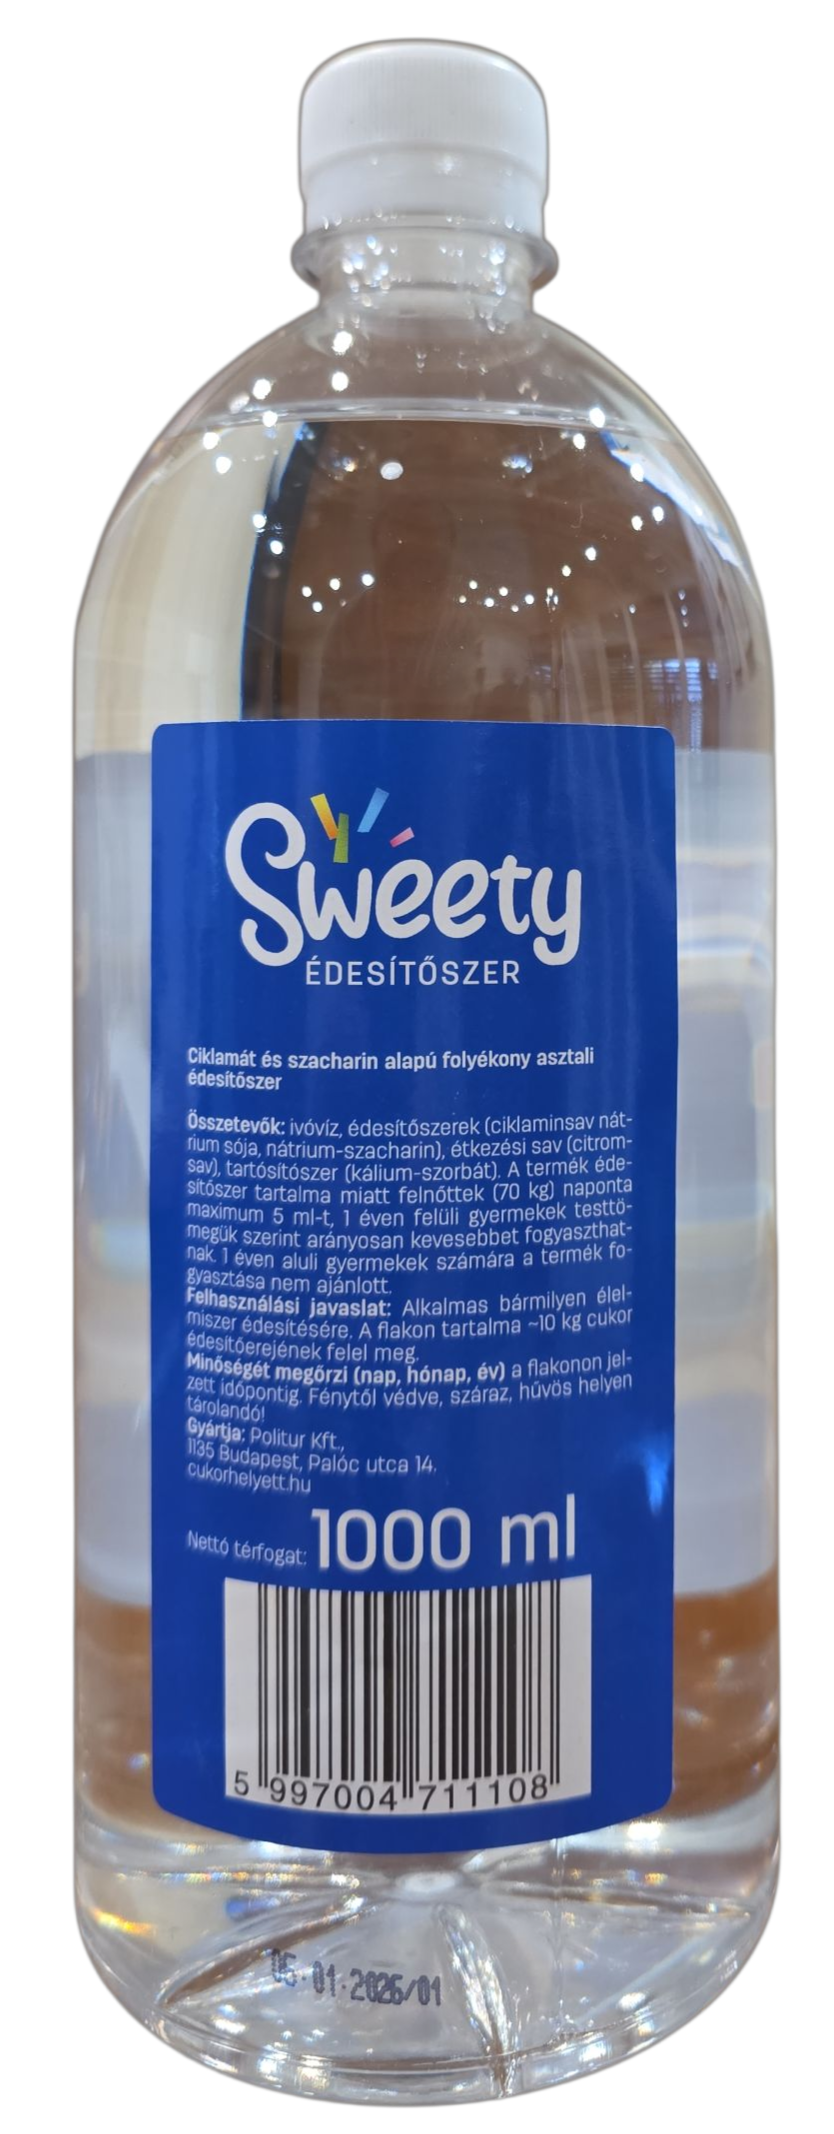 Sweety
ÉDESÍTŐSZER
Ciklamát és szacharin alapú folyékony asztali
édesítőszer
Összetevők: ivóvíz, édesítőszerek (ciklaminsav nát-
rium sója, nátrium-szacharin), étkezési sav (citrom-
sav), tartósítószer (kálium-szorbát). A termék éde-
sítőszer tartalma miatt felnőttek (70 kg) naponta
maximum 5 ml-t, 1 éven felüli gyermekek testtö-
megük szerint arányosan kevesebbet fogyaszthat-
nak. 1 éven aluli gyermekek számára a termék fo-
gyasztása nem ajánlott.
Felhasználási javaslat: Alkalmas bármilyen élel-
miszer édesítésére. A flakon tartalma ~10 kg cukor
édesítőerejének felel meg.
Minőségét megőrzi (nap, hónap, év) a flakonon jel-
zett időpontig. Fénytől védve, száraz, hűvös helyen
tárolandó!
Gyártja: Politur Kft.,
1135 Budapest, Palóc utca 14.
cukorhelyett.hu
Nettó térfogat: 1000 ml
5 997004 711108
05·01·2026/01